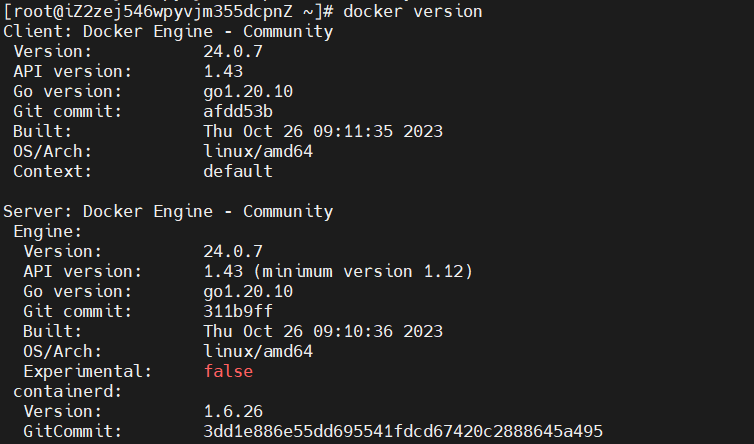 [root@iZ2zej546wpyvjm355dcpnZ ~]# docker version
Client: Docker Engine - Community
 Version:           24.0.7
 API version:       1.43
 Go version:        go1.20.10
 Git commit:        afdd53b
 Built:             Thu Oct 26 09:11:35 2023
 OS/Arch:           linux/amd64
 Context:           default

Server: Docker Engine - Community
 Engine:
  Version:          24.0.7
  API version:      1.43 (minimum version 1.12)
  Go version:       go1.20.10
  Git commit:       311b9ff
  Built:            Thu Oct 26 09:10:36 2023
  OS/Arch:          linux/amd64
  Experimental:     false
 containerd:
  Version:          1.6.26
  GitCommit:        3dd1e886e55dd695541fdcd67420c2888645a495